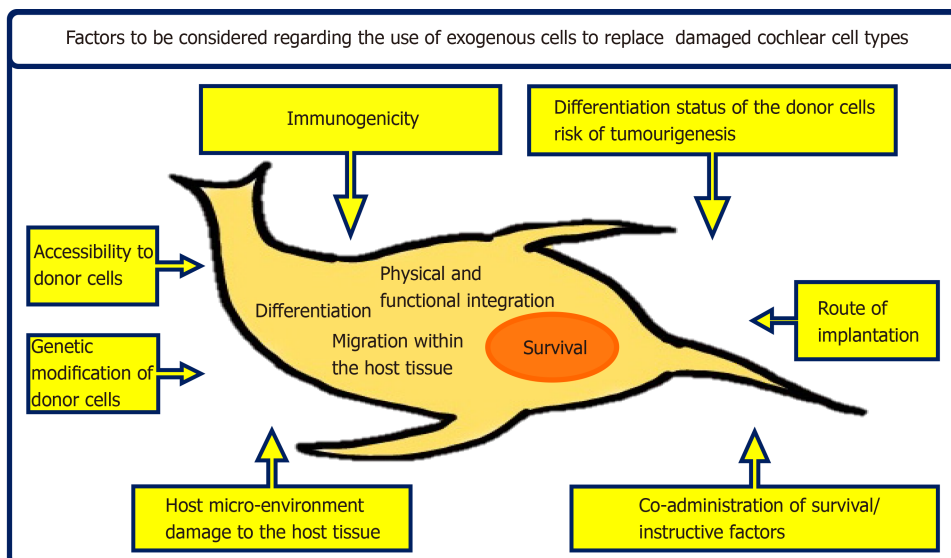 Factors to be considered regarding the use of exogenous cells to replace damaged cochlear cell types
Immunogenicity
Differentiation status of the donor cells
risk of tumourigenesis
Accessibility to
donor cells
Physical and
functional integration
Differentiation
Migration within
the host tissue
Survival
Route of
implantation
Genetic
modification of
donor cells
Host micro-environment
damage to the host tissue
Co-administration of survival/
instructive factors